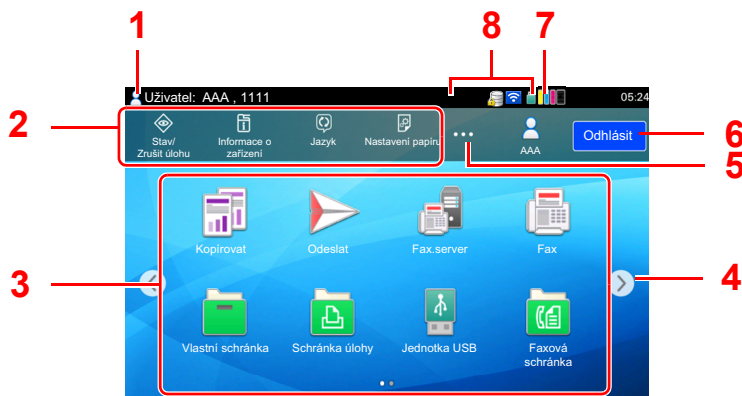 1
8
7
Uživatel: AAA , 1111
05:24
2
Stav/
Zrušit úlohu
Informace o
zařízení
Jazyk
Nastavení papíru
AAA
Odhlásit
6
5
Kopírovat
Odeslat
Fax.server
Fax
3
4
Vlastní schránka
Schránka úlohy
Jednotka USB
Faxová
schránka